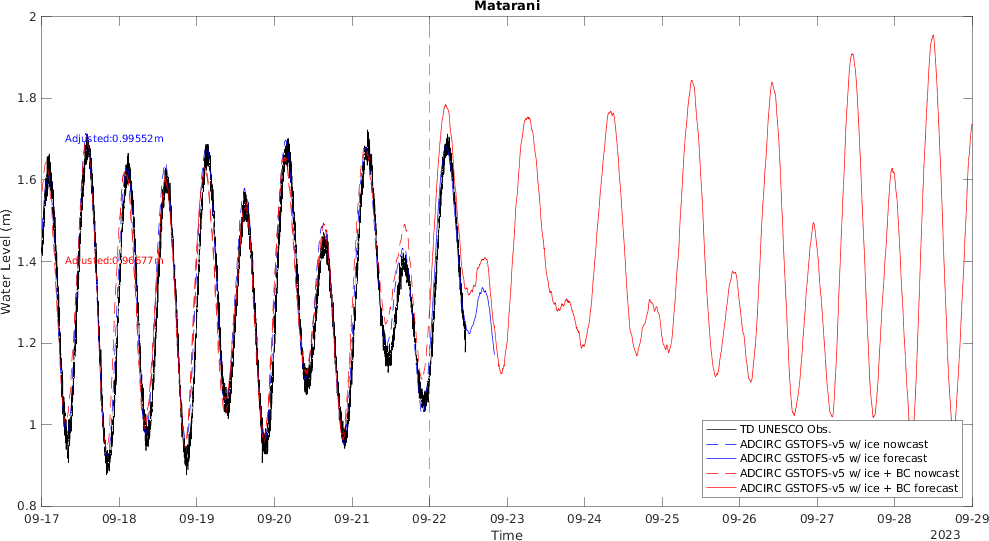 Matarani
2
1.8
1.6
1.4
1.2
1
0.8
Water Level (m)
Adjusted:0.99552m
Adjusted:0.96677m
TD UNESCO Obs.
ADCIRC GSTOFS-v5 w/ ice nowcast
ADCIRC GSTOFS-v5 w/ ice forecast
ADCIRC GSTOFS-v5 w/ ice + BC nowcast
ADCIRC GSTOFS-v5 w/ ice + BC forecast
09-17 09-18 09-19 09-20 09-21 09-22 09-23 09-24 09-25 09-26 09-27 09-28 09-29
Time
2023